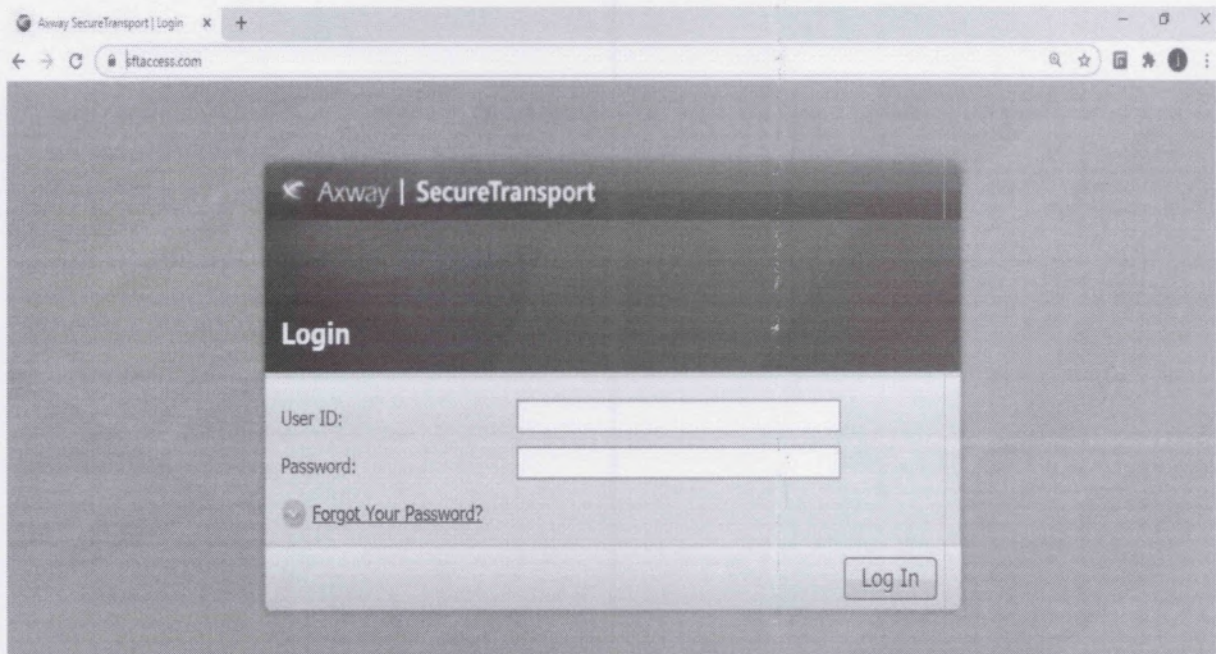 Axway SecureTransport | Login x +
sftaccess.com
Axway | SecureTransport
Login
User ID:
Password:
Forgot Your Password?
Log In